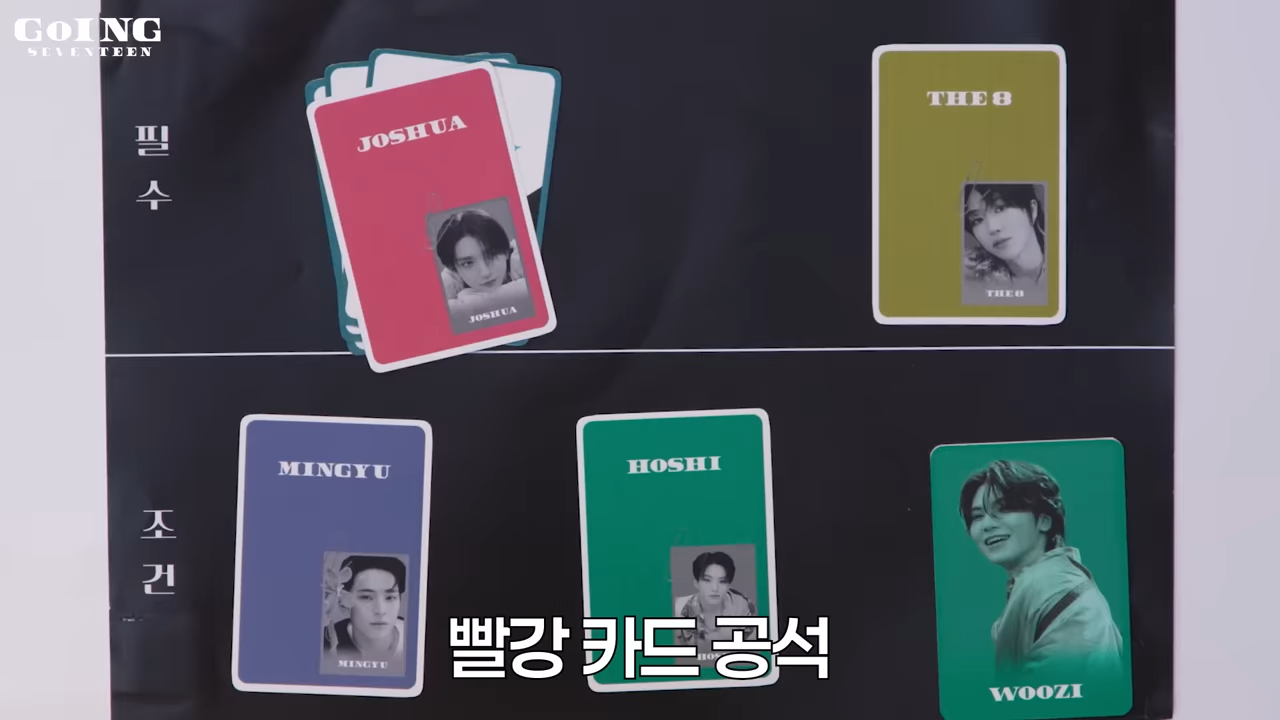 GOING
SEVENTEEN
필수
JOSHUA
JOSHUA
THE 8
THE 8
조건
MINGYU
MINGYU
HOSHI
WOOZI
빨강 카드 공석